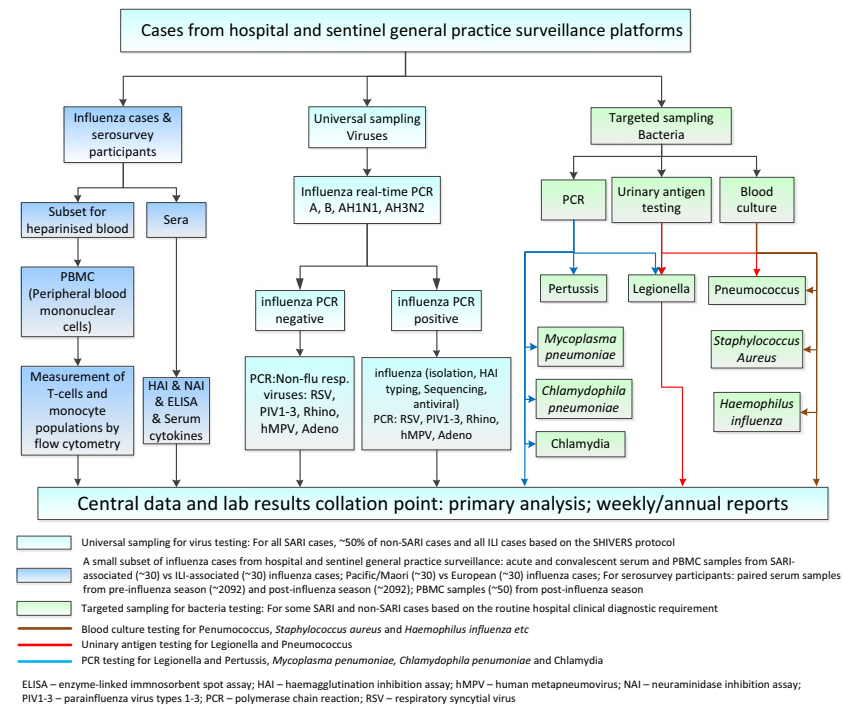 Cases from hospital and sentinel general practice surveillance platforms
Influenza cases &
serosurvey
participants
Universal sampling
Viruses
Targeted sampling
Bacteria
Subset for
heparinised blood
Sera
Influenza real-time PCR
A, B, AH1N1, AH3N2
PCR
Urinary antigen
testing
Blood
culture
PBMC
(Peripheral blood
mononuclear
cells)
influenza PCR
negative
influenza PCR
positive
Pertussis
Legionella
Pneumococcus
Mycoplasma
pneumoniae
Staphylococcus
Aureus
Measurement of
T-cells and
monocyte
populations by
flow cytometry
HAI & NAI
& ELISA
& Serum
cytokines
PCR:Non-flu resp.
viruses: RSV,
PIV1-3, Rhino,
hMPV, Adeno
influenza (isolation, HAI
typing, Sequencing,
antiviral)
PCR: RSV, PIV1-3, Rhino,
hMPV, Adeno
Chlamydophila
pneumoniae
Haemophilus
influenza
Chlamydia
Central data and lab results collation point: primary analysis; weekly/annual reports
Universal sampling for virus testing: For all SARI cases, ~50% of non-SARI cases and all ILI cases based on the SHIVERS protocol
A small subset of influenza cases from hospital and sentinel general practice surveillance: acute and convalescent serum and PBMC samples from SARI-
associated (~30) vs ILI-associated (~30) influenza cases; Pacific/Maori (~30) vs European (~30) influenza cases; For serosurvey participants: paired serum samples
from pre-influenza season (~2092) and post-influenza season (~2092); PBMC samples (~50) from post-influenza season
Targeted sampling for bacteria testing: For some SARI and non-SARI cases based on the routine hospital clinical diagnostic requirement
Blood culture testing for Penumococcus, Staphylococcus aureus and Haemophilus influenza etc
Urinary antigen testing for Legionella and Pneumococcus
PCR testing for Legionella and Pertussis, Mycoplasma penumoniae, Chlamydophila penumoniae and Chlamydia
ELISA – enzyme-linked immnosorbent spot assay; HAI – haemagglutination inhibition assay; hMPV – human metapneumovirus; NAI – neuraminidase inhibition assay;
PIV1-3 – parainfluenza virus types 1-3; PCR – polymerase chain reaction; RSV – respiratory syncytial virus